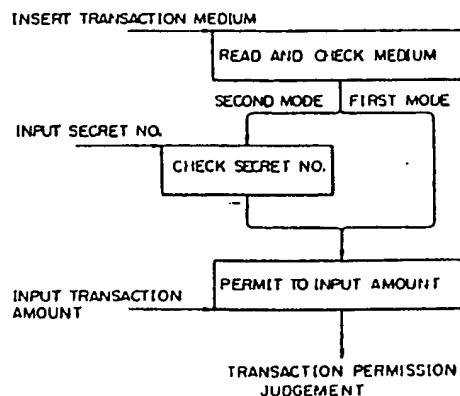 INSERT TRANSACTION MEDIUM
READ AND CHECK MEDIUM
SECOND MODE FIRST MODE
INPUT SECRET NO.
CHECK SECRET NO.
PERMIT TO INPUT AMOUNT
INPUT TRANSACTION
AMOUNT
TRANSACTION PERMISSION
JUDGEMENT